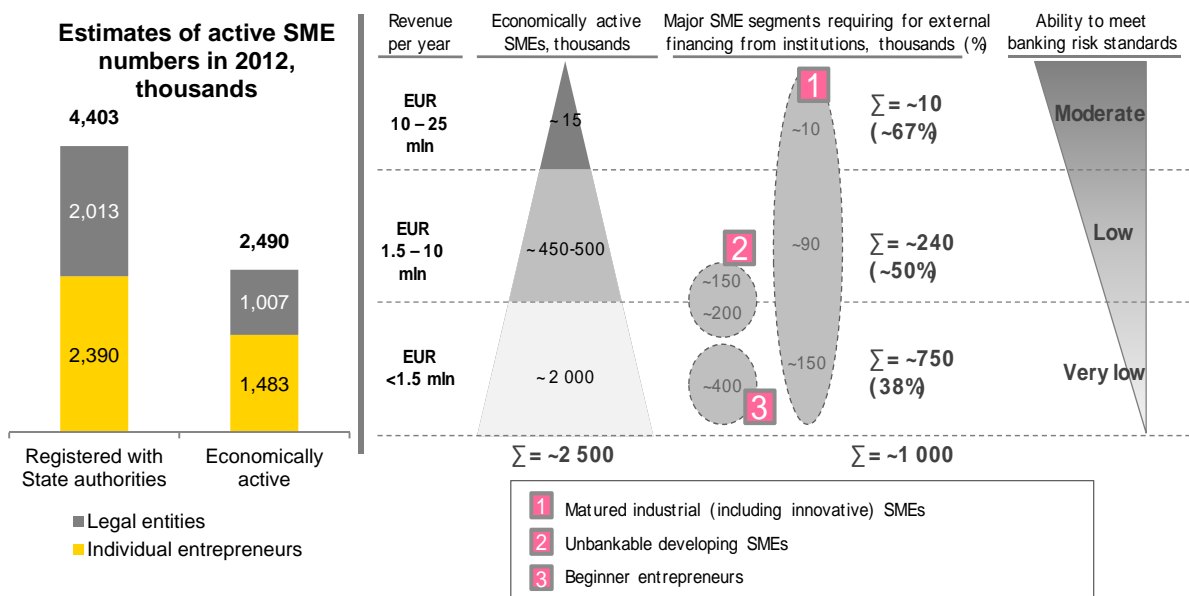 Estimates of active SME
numbers in 2012,
thousands
4,403
2,013
2,390
2,490
1,007
1,483
Registered with
State authorities
Economically
active
Legal entities
Individual entrepreneurs
Revenue
per year
Economically active
SMEs, thousands
Major SME segments requiring for external
financing from institutions, thousands (%)
Ability to meet
banking risk standards
EUR
10 – 25
mln
~ 15
1
~10
∑ = ~10
(~67%)
Moderate
EUR
1.5 – 10
mln
~ 450-500
2
~150
~90
∑ = ~240
(~50%)
Low
~200
EUR
<1.5 mln
~ 2 000
~400
3
~150
∑ = ~750
(38%)
Very low
∑ = ~2 500
∑ = ~1 000
1 Matured industrial (including innovative) SMEs
2 Unbankable developing SMEs
3 Beginner entrepreneurs